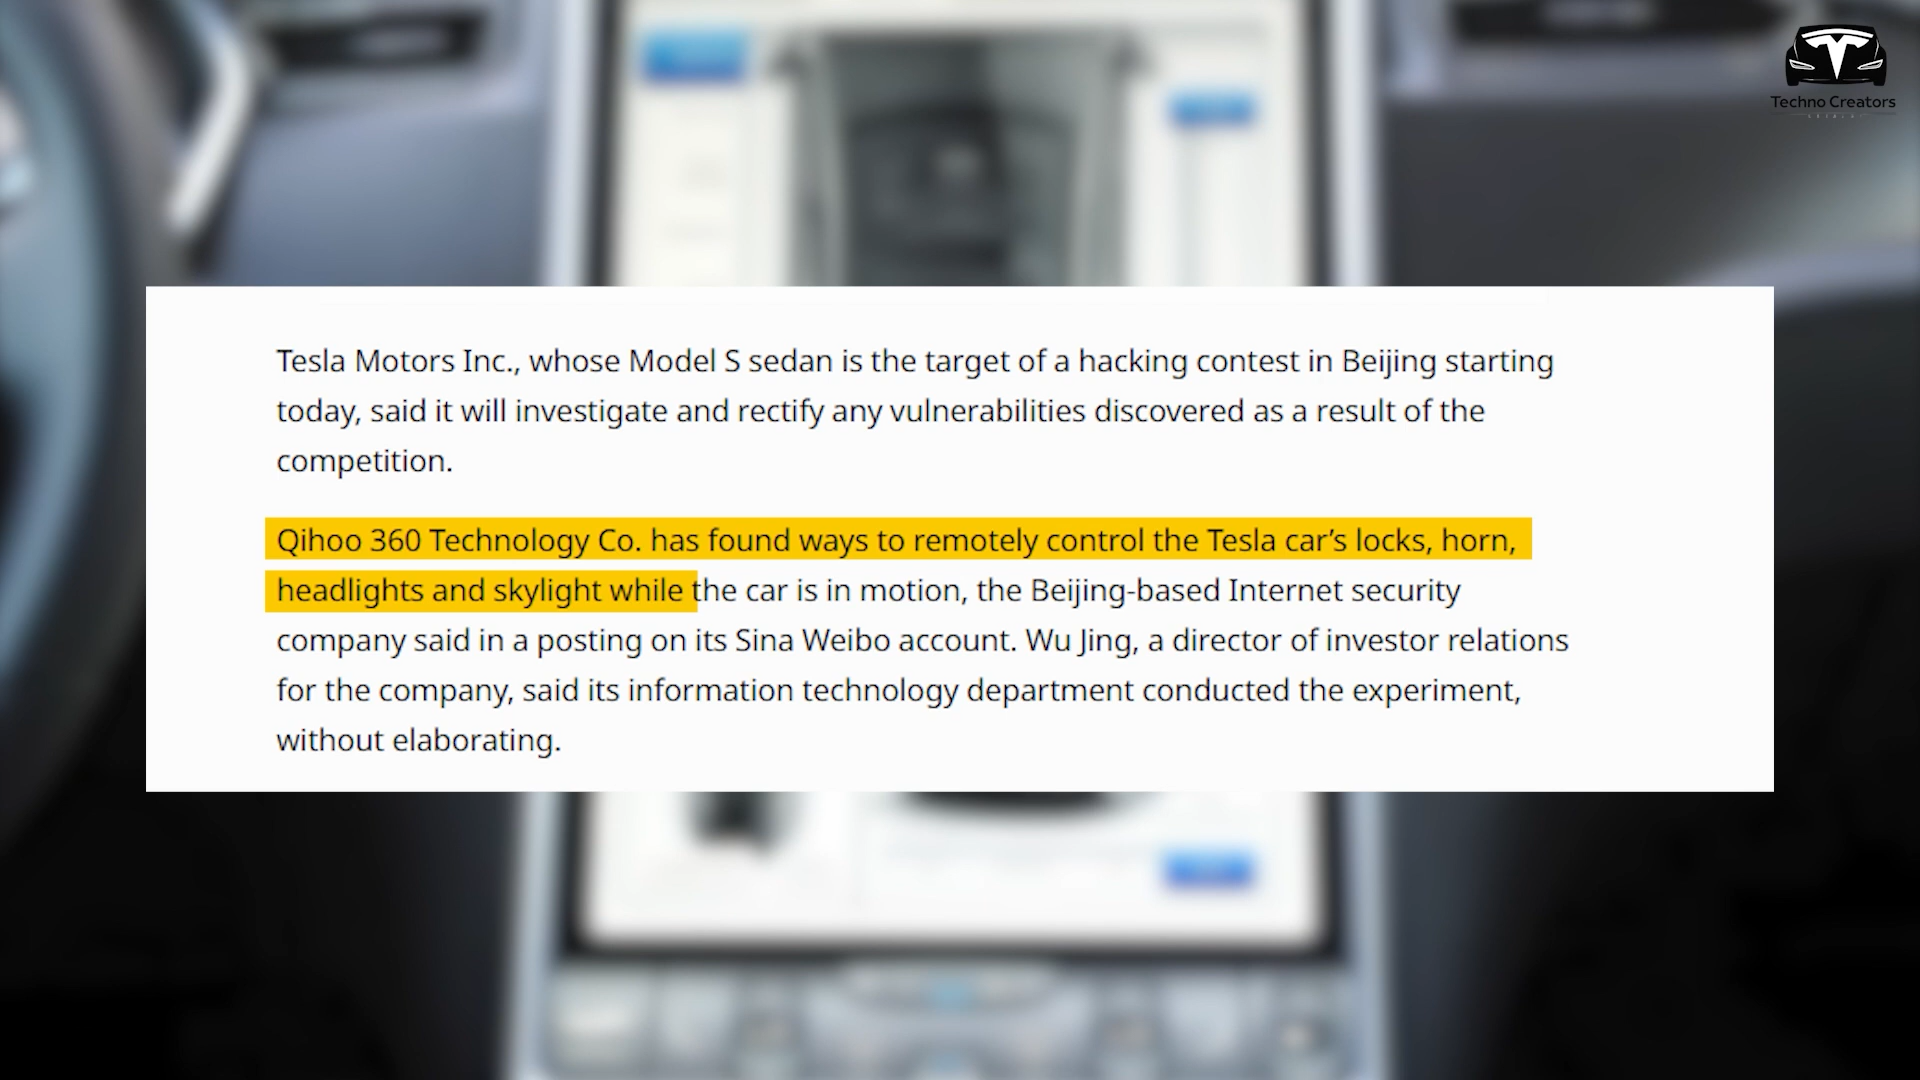 Techno Creators
Tesla Motors Inc., whose Model S sedan is the target of a hacking contest in Beijing starting
today, said it will investigate and rectify any vulnerabilities discovered as a result of the
competition.
Qihoo 360 Technology Co. has found ways to remotely control the Tesla car’s locks, horn,
headlights and skylight while the car is in motion, the Beijing-based Internet security
company said in a posting on its Sina Weibo account. Wu Jing, a director of investor relations
for the company, said its information technology department conducted the experiment,
without elaborating.